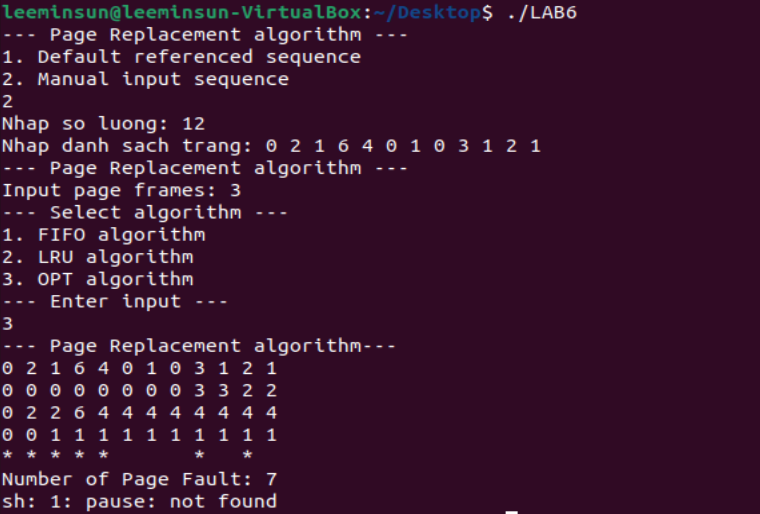 leeminsun@leeminsun-VirtualBox:~/Desktop$ ./LAB6
--- Page Replacement algorithm ---
1. Default referenced sequence
2. Manual input sequence
2
Nhap so luong: 12
Nhap danh sach trang: 0 2 1 6 4 0 1 0 3 1 2 1
--- Page Replacement algorithm ---
Input page frames: 3
--- Select algorithm ---
1. FIFO algorithm
2. LRU algorithm
3. OPT algorithm
--- Enter input ---
3
--- Page Replacement algorithm---
0 2 1 6 4 0 1 0 3 1 2 1
0 0 0 0 0 0 0 0 3 3 2 2
0 2 2 6 4 4 4 4 4 4 4 4
0 0 1 1 1 1 1 1 1 1 1 1
* * * * *       *   *
Number of Page Fault: 7
sh: 1: pause: not found